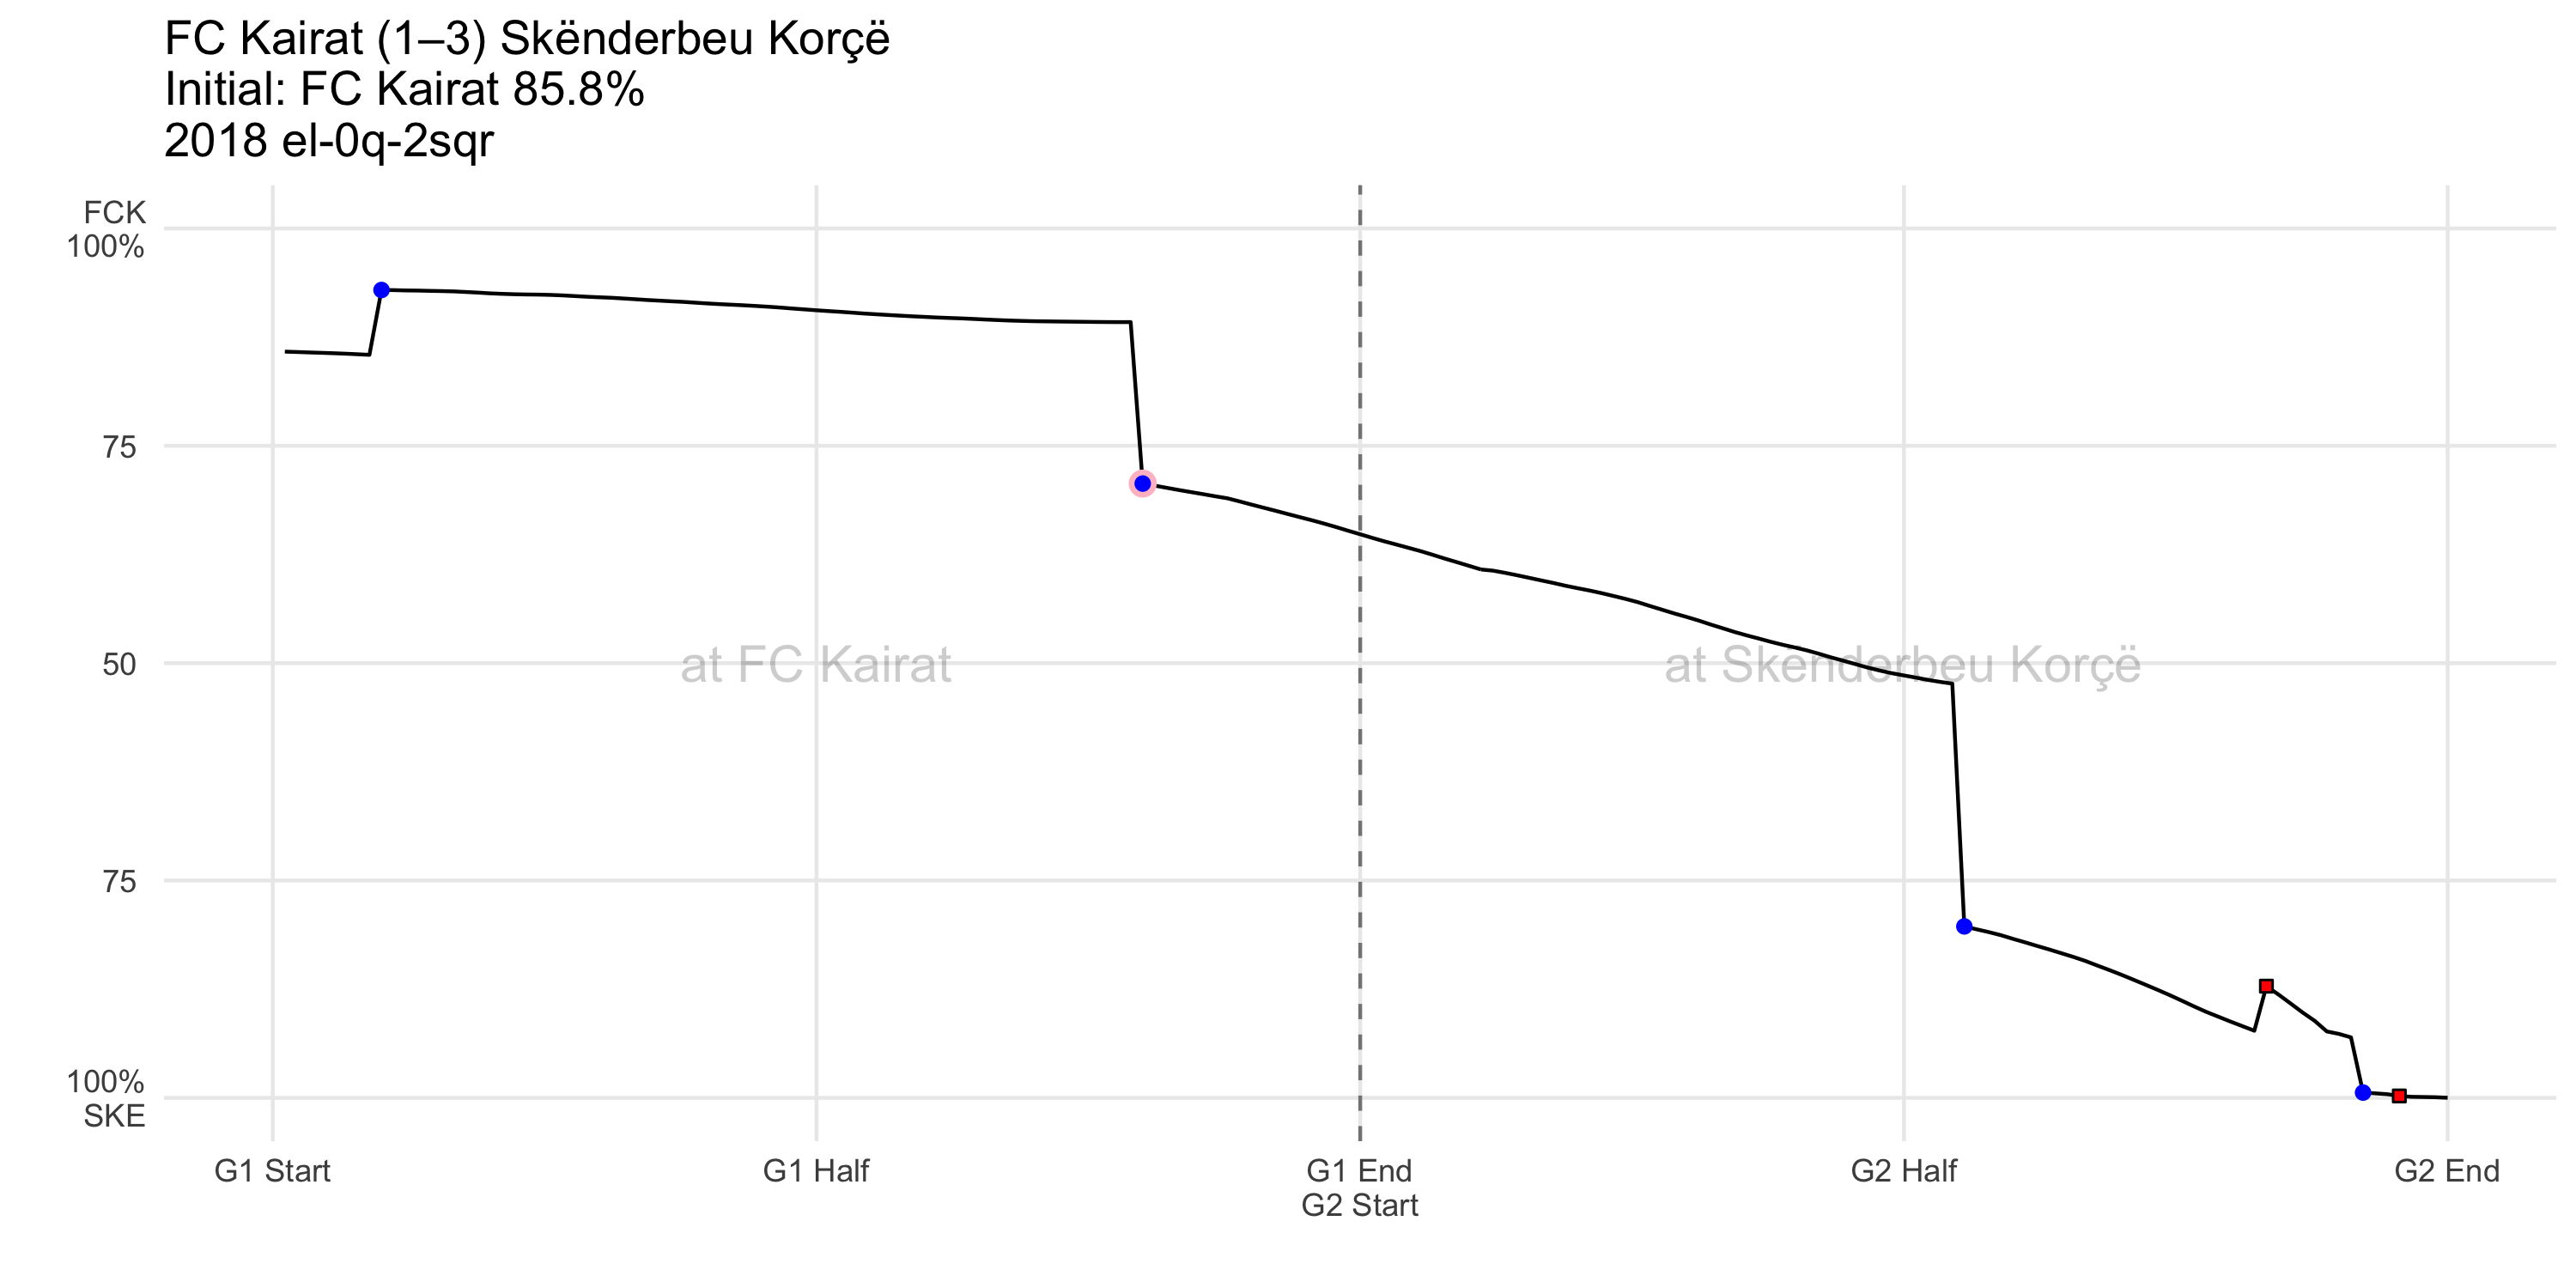 FC Kairat (1–3) Skënderbeu Korçë
Initial: FC Kairat 85.8%
2018 el-0q-2sqr
FCK
100%
75
50
75
100%
SKE
at FC Kairat
at Skënderbeu Korçë
G1 Start
G1 Half
G1 End
G2 Start
G2 Half
G2 End